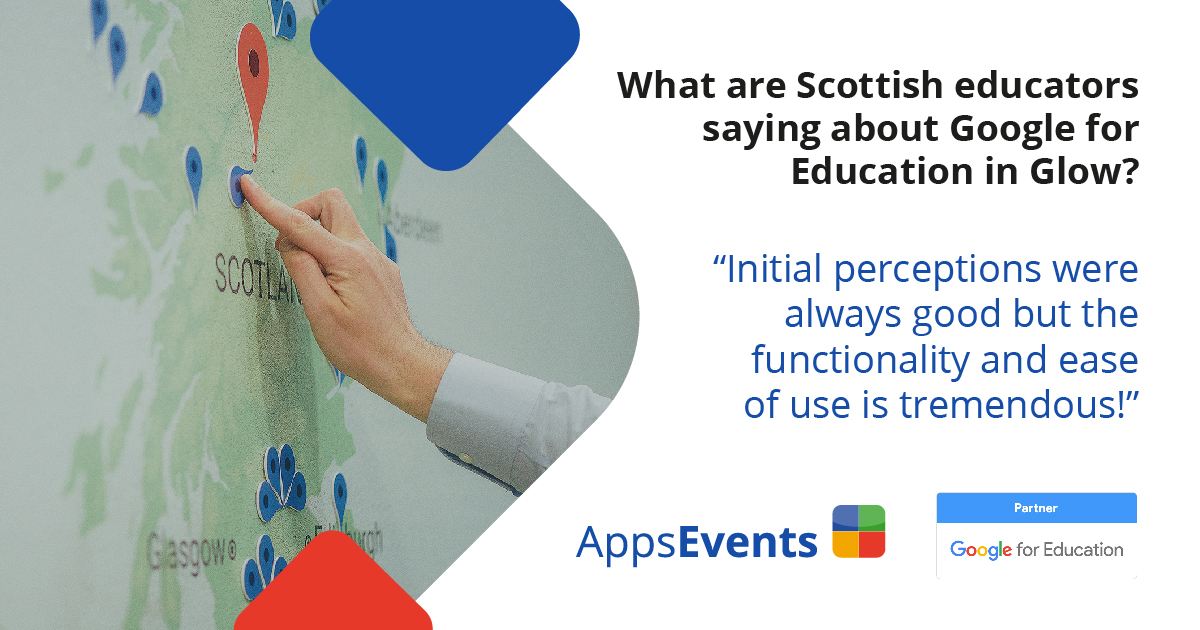 What are Scottish educators
saying about Google for
Education in Glow?
“Initial perceptions were
always good but the
functionality and ease
of use is tremendous!”
AppsEvents
Partner
Google for Education
Aberdeen
SCOTLAN
Glasgow